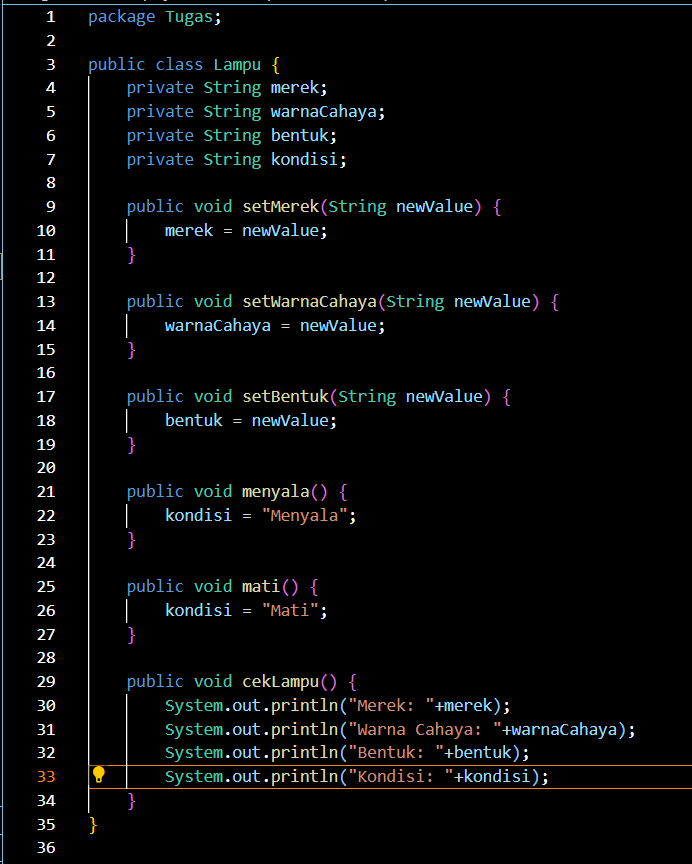 1 package Tugas;
2
3 public class Lampu {
4     private String merek;
5     private String warnaCahaya;
6     private String bentuk;
7     private String kondisi;
8
9     public void setMerek(String newValue) {
10         merek = newValue;
11     }
12
13     public void setWarnaCahaya(String newValue) {
14         warnaCahaya = newValue;
15     }
16
17     public void setBentuk(String newValue) {
18         bentuk = newValue;
19     }
20
21     public void menyala() {
22         kondisi = "Menyala";
23     }
24
25     public void mati() {
26         kondisi = "Mati";
27     }
28
29     public void cekLampu() {
30         System.out.println("Merek: "+merek);
31         System.out.println("Warna Cahaya: "+warnaCahaya);
32         System.out.println("Bentuk: "+bentuk);
33         System.out.println("Kondisi: "+kondisi);
34     }
35 }
36